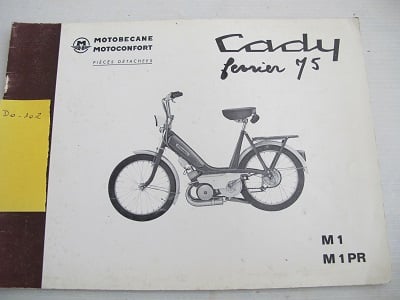 MOTOBECANE
MOTOCONFORT
PIÈCES DÉTACHÉES
Cady
fevrier 75
Do-102
M1
M1PR